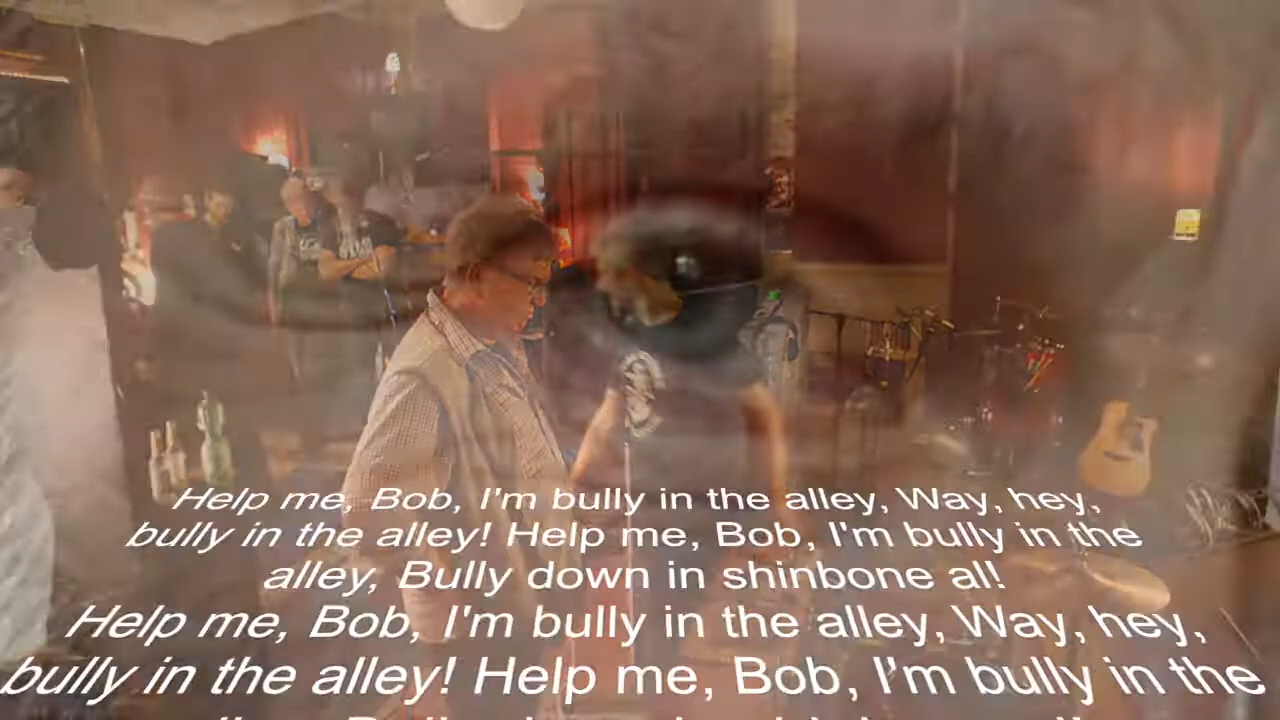 Help me, Bob, I'm bully in the alley, Way, hey,
bully in the alley! Help me, Bob, I'm bully in the
alley, Bully down in shinbone al!
Help me, Bob, I'm bully in the alley, Way, hey,
bully in the alley! Help me, Bob, I'm bully in the